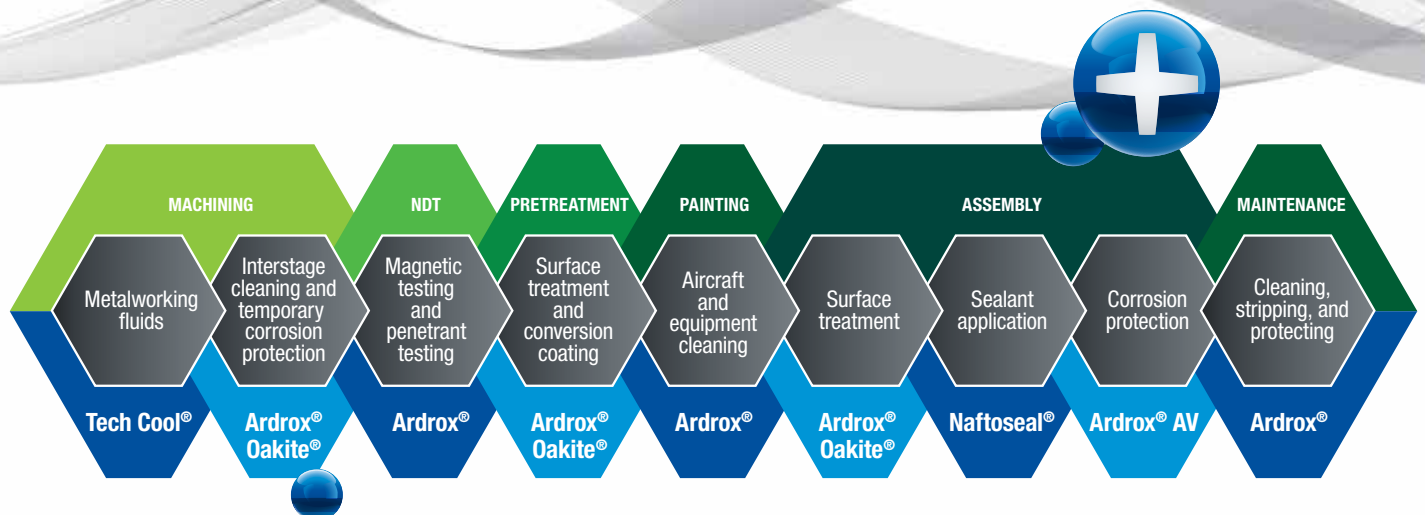 MACHINING
NDT
PRETREATMENT
PAINTING
ASSEMBLY
MAINTENANCE
Metalworking
fluids
Interstage
cleaning and
temporary
corrosion
protection
Magnetic
testing
and
penetrant
testing
Surface
treatment
and
conversion
coating
Aircraft
and
equipment
cleaning
Surface
treatment
Sealant
application
Corrosion
protection
Cleaning,
stripping, and
protecting
Tech Cool®
Ardrox®
Oakite®
Ardrox®
Ardrox®
Oakite®
Ardrox®
Ardrox®
Oakite®
Naftoseal®
Ardrox® AV
Ardrox®